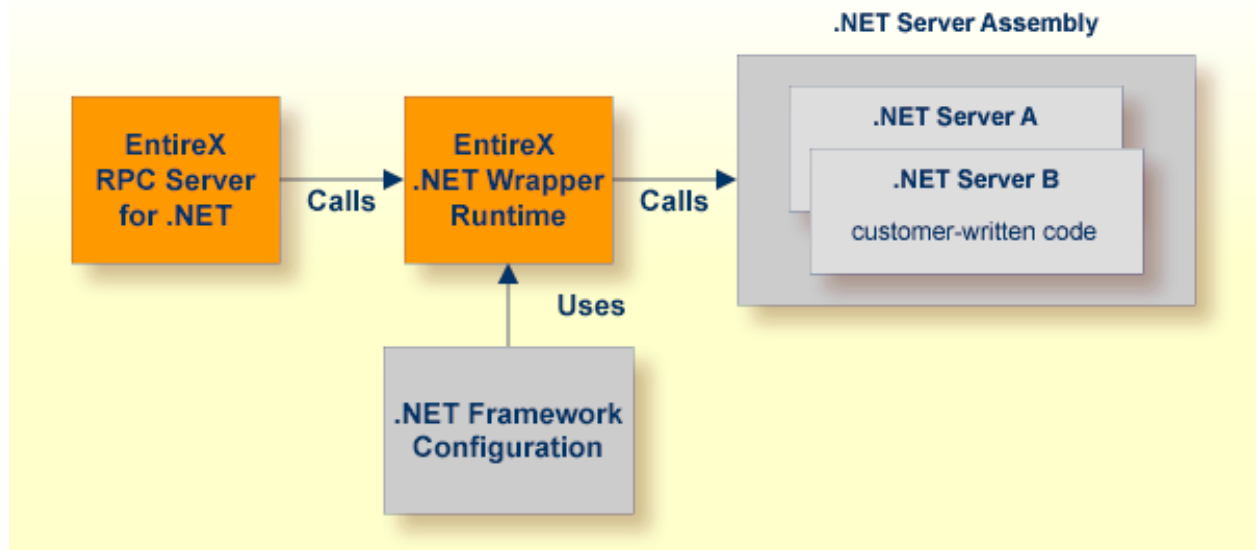 .NET Server Assembly
EntireX
RPC Server
for .NET
Calls
EntireX
.NET Wrapper
Runtime
Calls
.NET Server A
.NET Server B
customer-written code
Uses
.NET Framework
Configuration